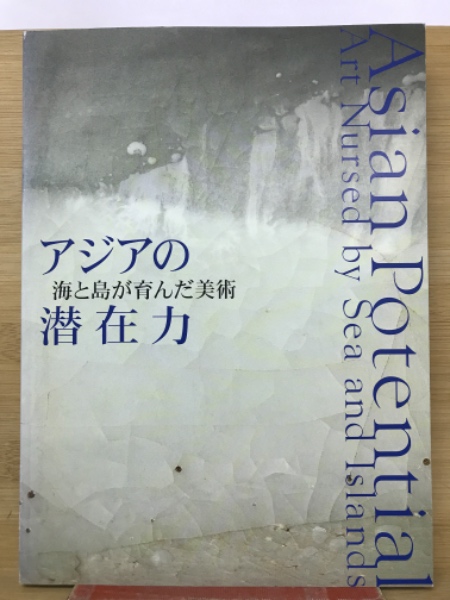 アジアの
海と島が育んだ美術
潜在力
Asian Potential
Art Nursed by Sea and Islands